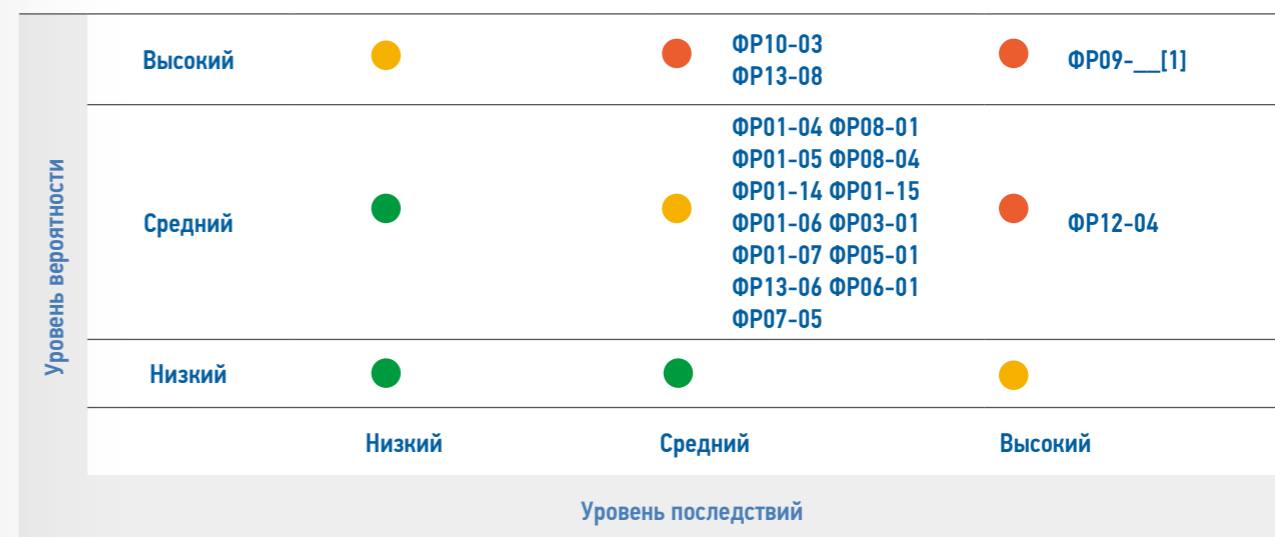 Уровень вероятности
Высокий
ФР10-03
ФР13-08
ФР09-__[1]
Средний
ФР01-04 ФР08-01
ФР01-05 ФР08-04
ФР01-14 ФР01-15
ФР01-06 ФР03-01
ФР01-07 ФР05-01
ФР13-06 ФР06-01
ФР07-05
ФР12-04
Низкий
Низкий Средний Высокий
Уровень последствий